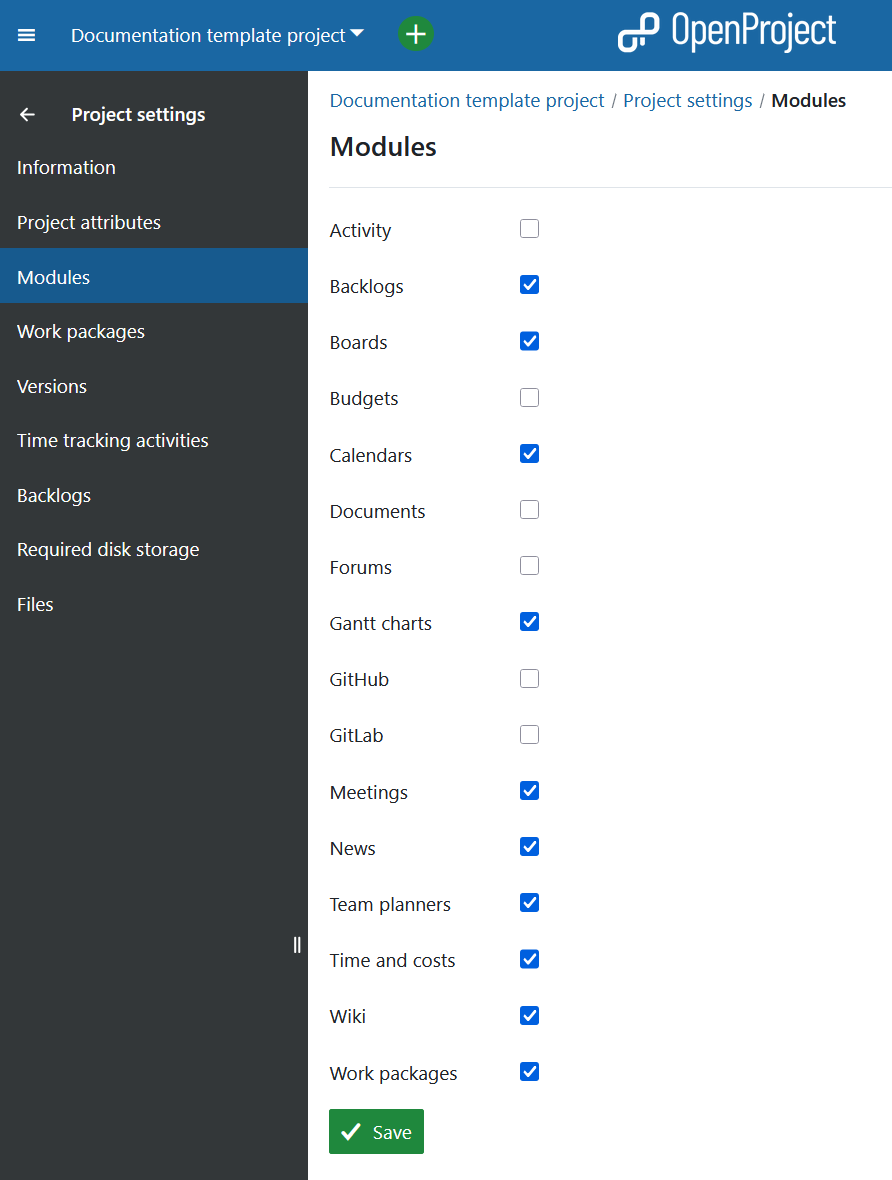 Documentation template project
OpenProject
Project settings
Information
Project attributes
Modules
Work packages
Versions
Time tracking activities
Backlogs
Required disk storage
Files
Documentation template project / Project settings / Modules
Modules
Activity
Backlogs
Boards
Budgets
Calendars
Documents
Forums
Gantt charts
GitHub
GitLab
Meetings
News
Team planners
Time and costs
Wiki
Work packages
Save